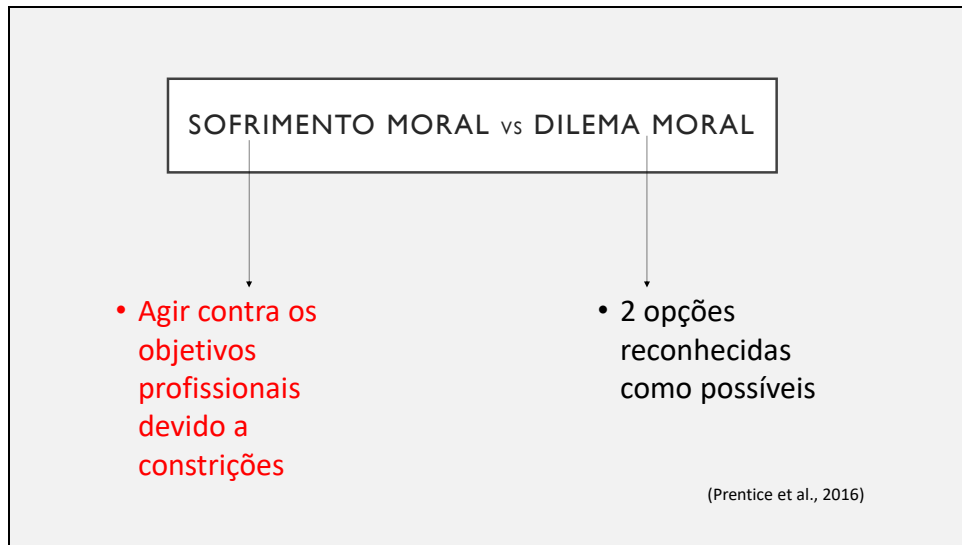 SOFRIMENTO MORAL vs DILEMA MORAL
• Agir contra os
objetivos
profissionais
devido a
constrições
• 2 opções
reconhecidas
como possíveis
(Prentice et al., 2016)